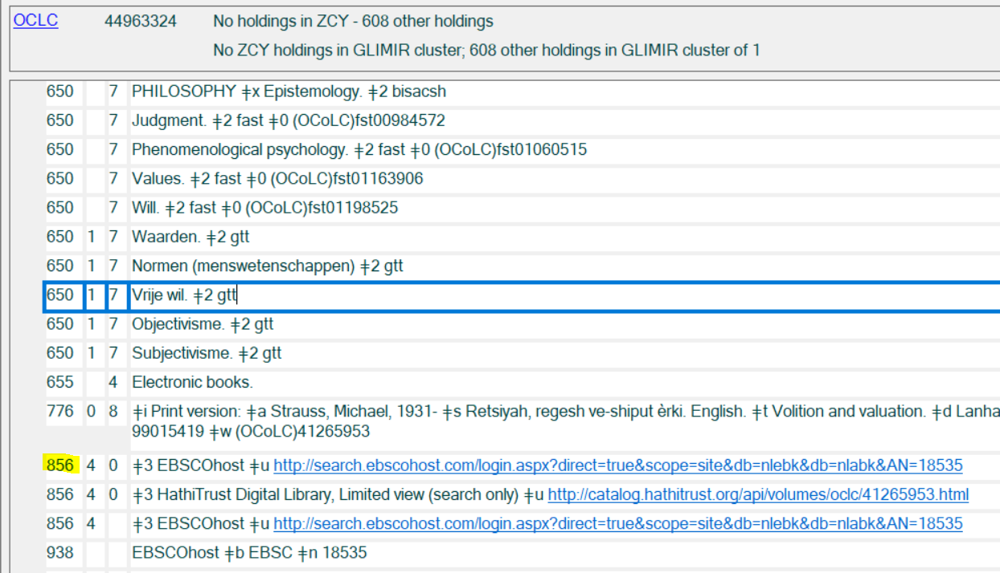 OCLC 44963324 No holdings in ZCY - 608 other holdings
No ZCY holdings in GLIMIR cluster; 608 other holdings in GLIMIR cluster of 1
650 7 PHILOSOPHY ǂx Epistemology. ǂ2 bisacsh
650 7 Judgment. ǂ2 fast ǂ0 (OCoLC)fst00984572
650 7 Phenomenological psychology. ǂ2 fast ǂ0 (OCoLC)fst01060515
650 7 Values. ǂ2 fast ǂ0 (OCoLC)fst01163906
650 7 Will. ǂ2 fast ǂ0 (OCoLC)fst01198525
650 1 7 Waarden. ǂ2 gtt
650 1 7 Normen (menswetenschappen) ǂ2 gtt
650 1 7 Vrije wil. ǂ2 gtt
650 1 7 Objectivisme. ǂ2 gtt
650 1 7 Subjectivisme. ǂ2 gtt
655 4 Electronic books.
776 0 8 ǂi Print version: ǂa Strauss, Michael, 1931- ǂs Retsiyah, regesh ve-shiput èrki. English. ǂt Volition and valuation. ǂd Lanha
99015419 ǂw (OCoLC)41265953
856 4 0 ǂ3 EBSCOhost ǂu http://search.ebscohost.com/login.aspx?direct=true&scope=site&db=nlebk&db=nlabk&AN=18535
856 4 0 ǂ3 HathiTrust Digital Library, Limited view (search only) ǂu http://catalog.hathitrust.org/api/volumes/oclc/41265953.html
856 4 ǂ3 EBSCOhost ǂu http://search.ebscohost.com/login.aspx?direct=true&scope=site&db=nlebk&db=nlabk&AN=18535
938 EBSCOhost ǂb EBSC ǂn 18535